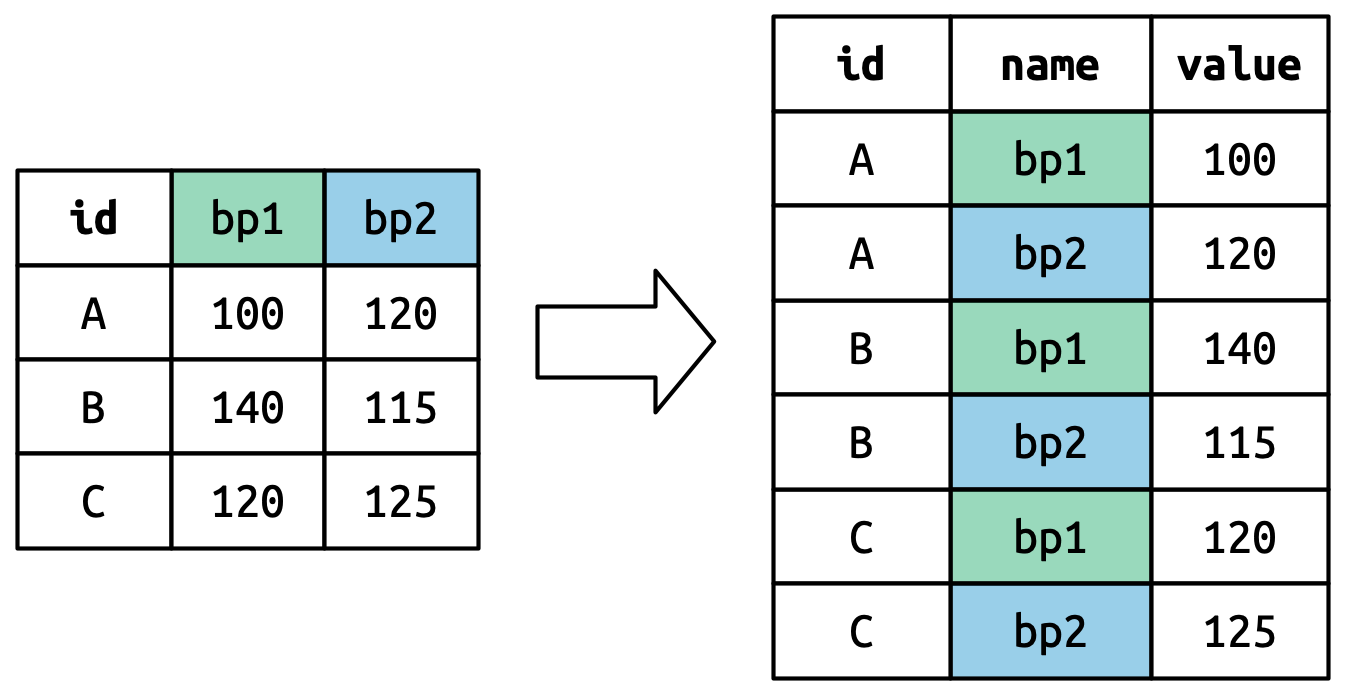 id bp1 bp2
A 100 120
B 140 115
C 120 125
id name value
A bp1 100
A bp2 120
B bp1 140
B bp2 115
C bp1 120
C bp2 125